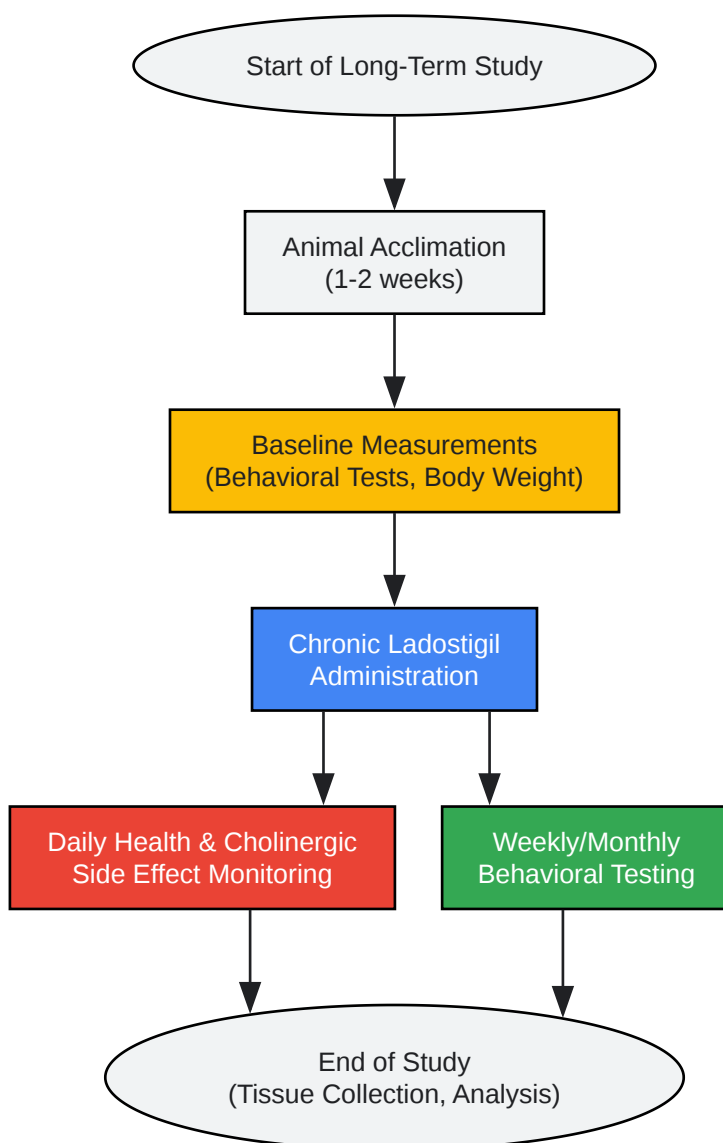 Start of Long-Term Study
Animal Acclimation
(1-2 weeks)
Baseline Measurements
(Behavioral Tests, Body Weight)
Chronic Ladostigil
Administration
Daily Health & Cholinergic
Side Effect Monitoring
Weekly/Monthly
Behavioral Testing
End of Study
(Tissue Collection, Analysis)